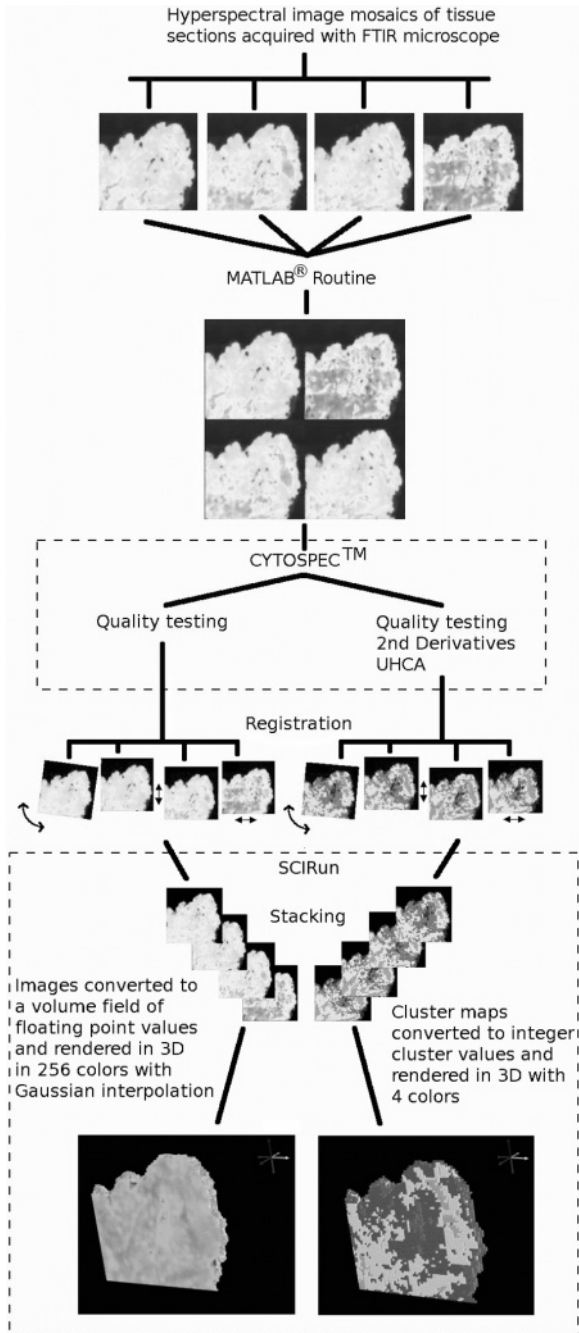 Hyperspectral image mosaics of tissue
sections acquired with FTIR microscope
MATLAB® Routine
CYTOSPEC™
Quality testing
Quality testing
2nd Derivatives
UHCA
Registration
SCIRun
Stacking
Images converted to
a volume field of
floating point values
and rendered in 3D
in 256 colors with
Gaussian interpolation
Cluster maps
converted to integer
cluster values and
rendered in 3D with
4 colors